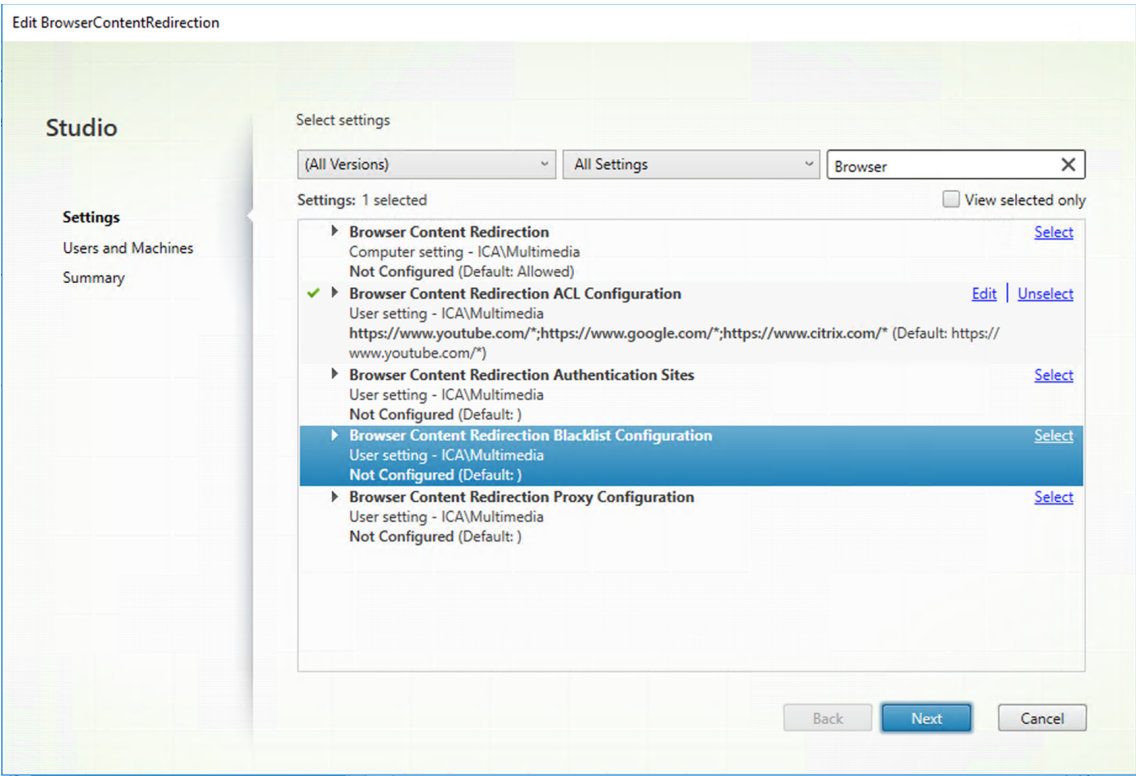 Edit BrowserContentRedirection
Studio
Settings
Users and Machines
Summary
Select settings
(All Versions)
All Settings
Browser
Settings: 1 selected
View selected only
Browser Content Redirection
Select
Computer setting - ICA\Multimedia
Not Configured (Default: Allowed)
Browser Content Redirection ACL Configuration
Edit | Unselect
User setting - ICA\Multimedia
https://www.youtube.com/*;https://www.google.com/*;https://www.citrix.com/* (Default: https://
www.youtube.com/*)
Browser Content Redirection Authentication Sites
Select
User setting - ICA\Multimedia
Not Configured (Default: )
Browser Content Redirection Blacklist Configuration
Select
User setting - ICA\Multimedia
Not Configured (Default: )
Browser Content Redirection Proxy Configuration
Select
User setting - ICA\Multimedia
Not Configured (Default: )
Back
Next
Cancel